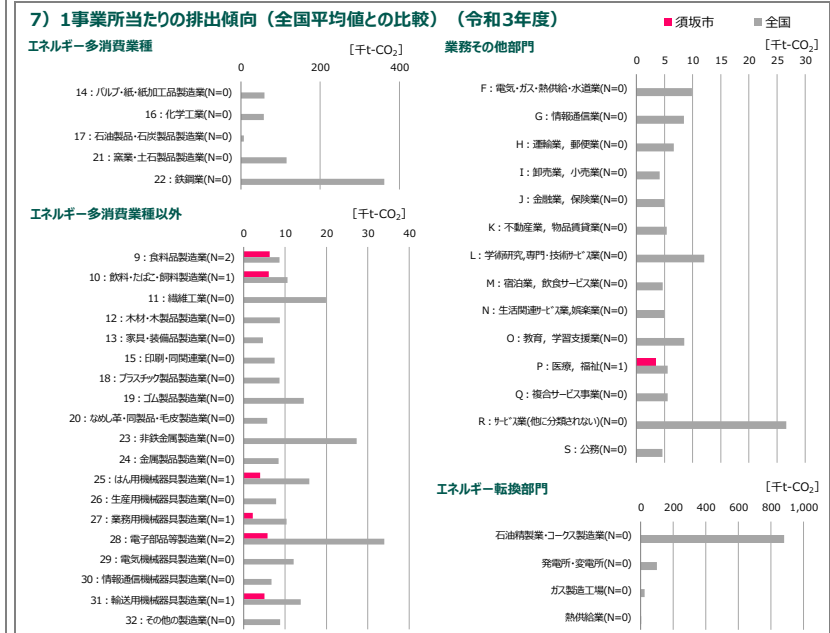 7）1事業所当たりの排出傾向（全国平均値との比較）（令和3年度）
■須坂市 ■全国
エネルギー多消費業種
[千t-CO₂]
0 200 400
14：パルプ・紙・紙加工品製造業(N=0)
16：化学工業(N=0)
17：石油製品・石炭製品製造業(N=0)
21：窯業・土石製品製造業(N=0)
22：鉄鋼業(N=0)
エネルギー多消費業種以外
[千t-CO₂]
0 10 20 30 40
9：食料品製造業(N=2)
10：飲料・たばこ・飼料製造業(N=1)
11：繊維工業(N=0)
12：木材・木製品製造業(N=0)
13：家具・装備品製造業(N=0)
15：印刷・同関連業(N=0)
18：プラスチック製品製造業(N=0)
19：ゴム製品製造業(N=0)
20：なめし革・同製品・毛皮製造業(N=0)
23：非鉄金属製造業(N=0)
24：金属製品製造業(N=0)
25：はん用機械器具製造業(N=1)
26：生産用機械器具製造業(N=0)
27：業務用機械器具製造業(N=1)
28：電子部品等製造業(N=2)
29：電気機械器具製造業(N=0)
30：情報通信機械器具製造業(N=0)
31：輸送用機械器具製造業(N=1)
32：その他の製造業(N=0)
業務その他部門
[千t-CO₂]
0 5 10 15 20 25 30
F：電気・ガス・熱供給・水道業(N=0)
G：情報通信業(N=0)
H：運輸業，郵便業(N=0)
I：卸売業，小売業(N=0)
J：金融業，保険業(N=0)
K：不動産業，物品賃貸業(N=0)
L：学術研究,専門・技術ｻｰﾋﾞｽ業(N=0)
M：宿泊業，飲食サービス業(N=0)
N：生活関連ｻｰﾋﾞｽ業,娯楽業(N=0)
O：教育，学習支援業(N=0)
P：医療，福祉(N=1)
Q：複合サービス事業(N=0)
R：ｻｰﾋﾞｽ業(他に分類されない)(N=0)
S：公務(N=0)
エネルギー転換部門
[千t-CO₂]
0 200 400 600 800 1,000
石油精製業・コークス製造業(N=0)
発電所・変電所(N=0)
ガス製造工場(N=0)
熱供給業(N=0)